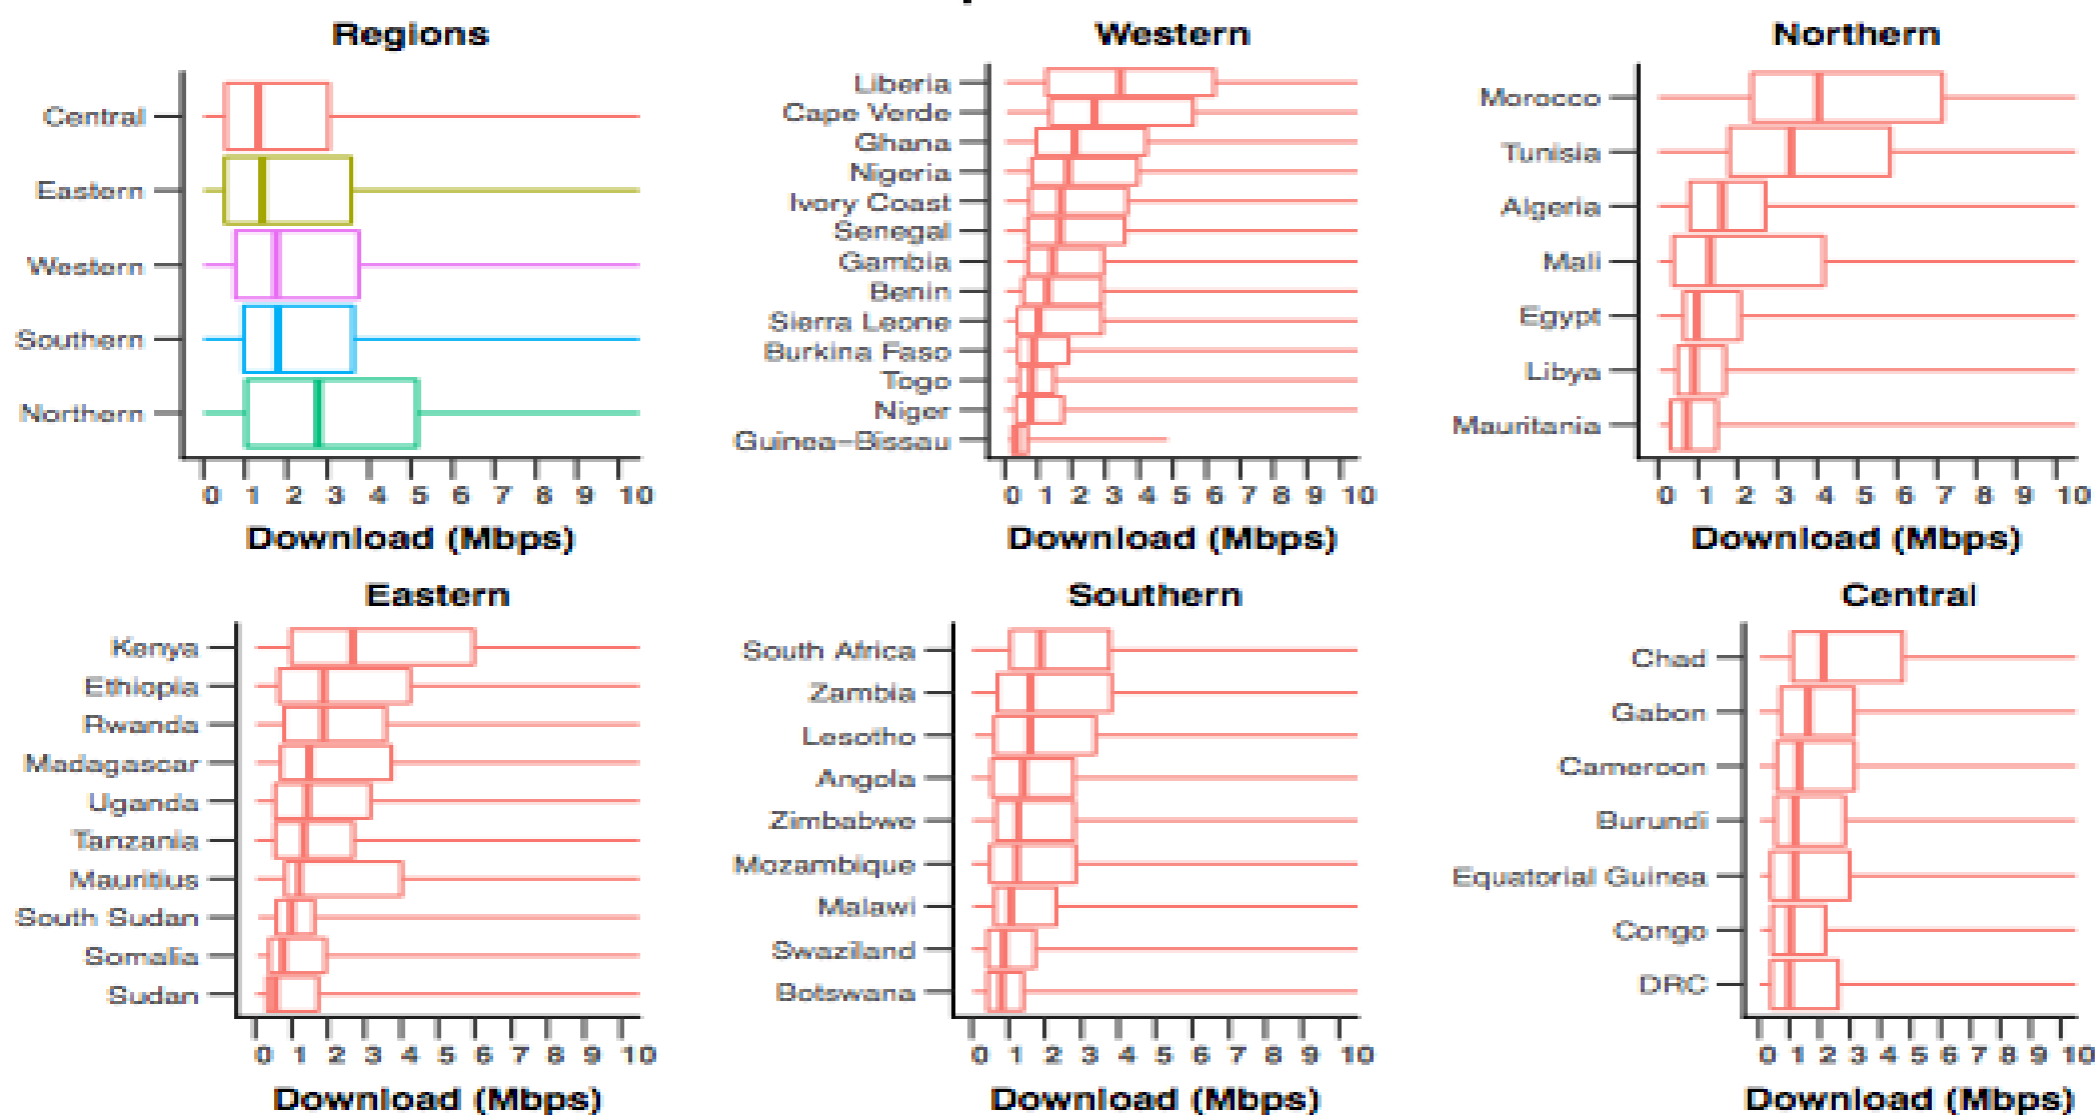 Regions
Central
Eastern
Western
Southern
Northern
0 1 2 3 4 5 6 7 8 9 10
Download (Mbps)
Western
Liberia
Cape Verde
Ghana
Nigeria
Ivory Coast
Senegal
Gambia
Benin
Sierra Leone
Burkina Faso
Togo
Niger
Guinea-Bissau
0 1 2 3 4 5 6 7 8 9 10
Download (Mbps)
Northern
Morocco
Tunisia
Algeria
Mali
Egypt
Libya
Mauritania
0 1 2 3 4 5 6 7 8 9 10
Download (Mbps)
Eastern
Kenya
Ethiopia
Rwanda
Madagascar
Uganda
Tanzania
Mauritius
South Sudan
Somalia
Sudan
0 1 2 3 4 5 6 7 8 9 10
Download (Mbps)
Southern
South Africa
Zambia
Lesotho
Angola
Zimbabwe
Mozambique
Malawi
Swaziland
Botswana
0 1 2 3 4 5 6 7 8 9 10
Download (Mbps)
Central
Chad
Gabon
Cameroon
Burundi
Equatorial Guinea
Congo
DRC
0 1 2 3 4 5 6 7 8 9 10
Download (Mbps)